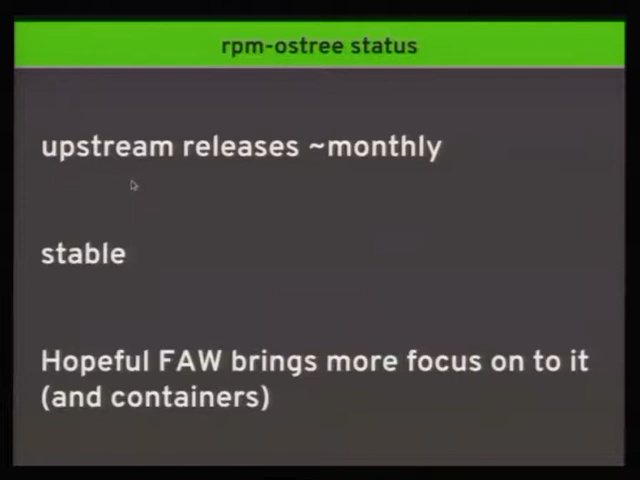 rpm-ostree status
upstream releases ~monthly
stable
Hopeful FAW brings more focus on to it
(and containers)